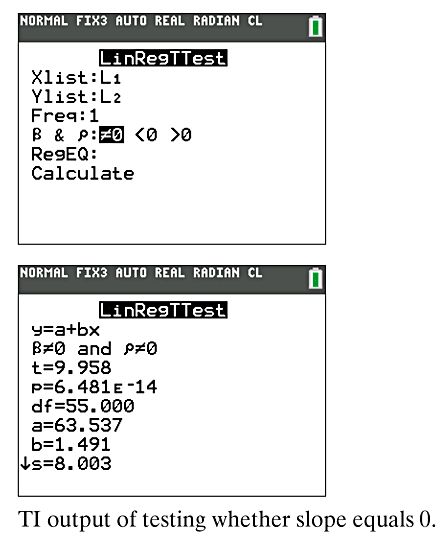 NORMAL FIX3 AUTO REAL RADIAN CL
LinRegTTest
Xlist:L₁
Ylist:L₂
Freq:1
β & ρ:≠0 <0 >0
RegEQ:
Calculate
NORMAL FIX3 AUTO REAL RADIAN CL
LinRegTTest
y=a+bx
β≠0 and ρ≠0
t=9.958
p=6.481ᴇ-14
df=55.000
a=63.537
b=1.491
↓s=8.003
TI output of testing whether slope equals 0.